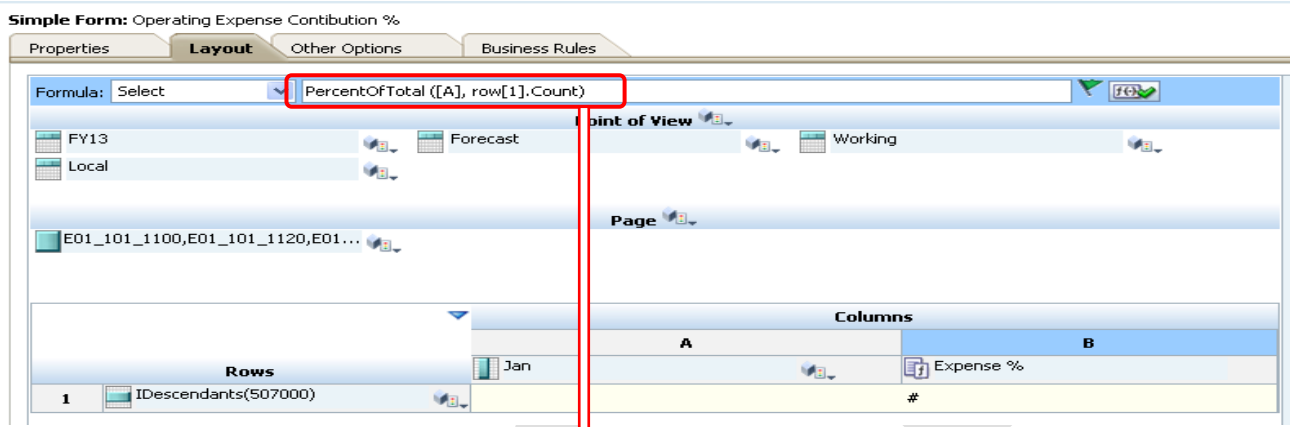 Simple Form: Operating Expense Contibution %
Properties Layout Other Options Business Rules
Formula: Select PercentOfTotal ([A], row[1].Count)
Point of View
FY13 Forecast Working
Local
Page
E01_101_1100,E01_101_1120,E01...
Columns
A B
Rows Jan Expense %
1 IDescendants(507000) #